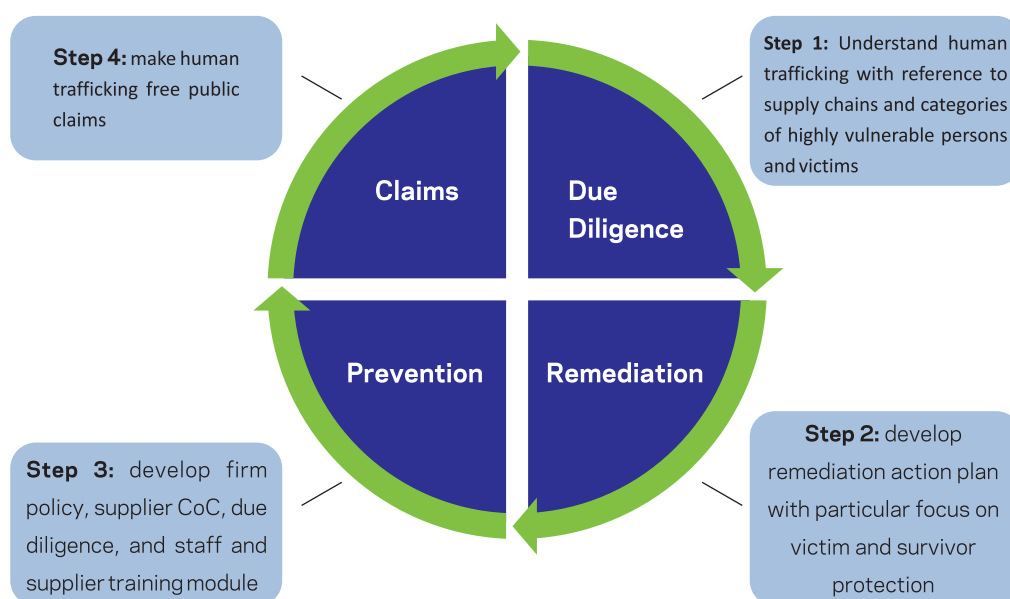 Step 4: make human
trafficking free public
claims
Step 1: Understand human
trafficking with reference to
supply chains and categories
of highly vulnerable persons
and victims
Claims
Due
Diligence
Prevention
Remediation
Step 3: develop firm
policy, supplier CoC, due
diligence, and staff and
supplier training module
Step 2: develop
remediation action plan
with particular focus on
victim and survivor
protection